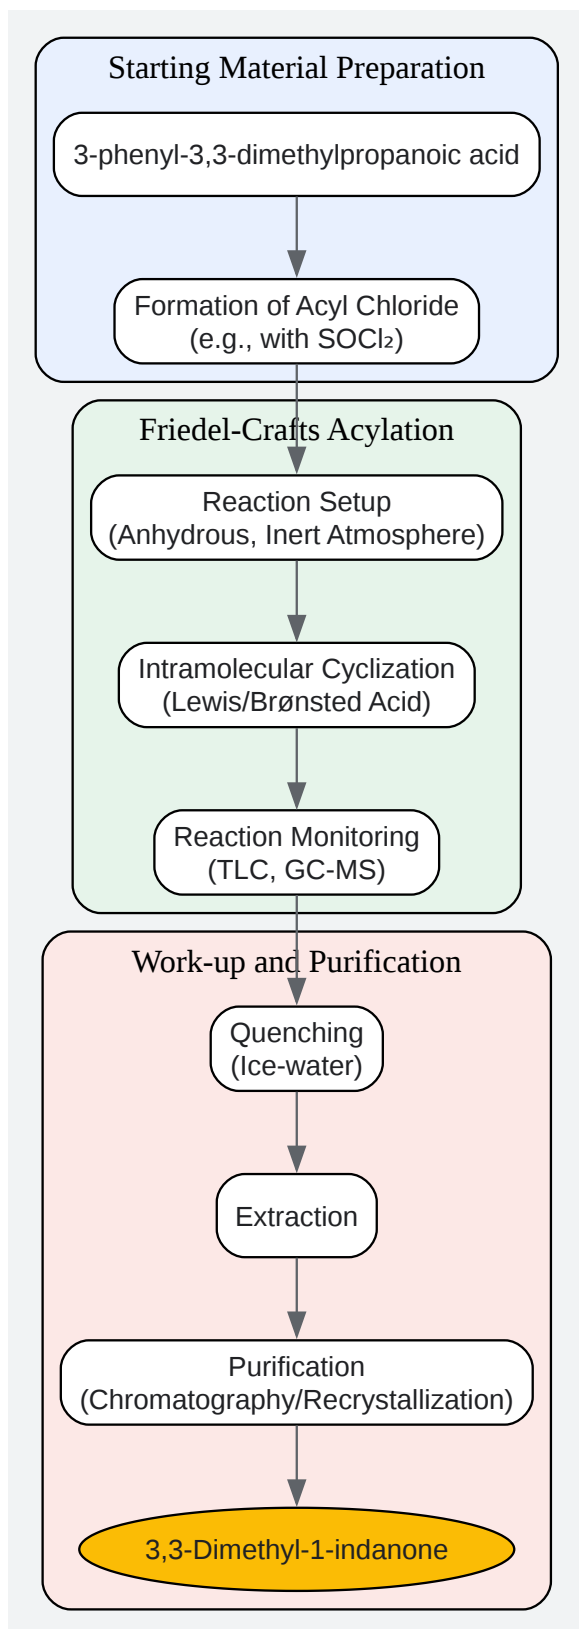 Starting Material Preparation
3-phenyl-3,3-dimethylpropanoic acid
Formation of Acyl Chloride
(e.g., with SOCl₂)
Friedel-Crafts Acylation
Reaction Setup
(Anhydrous, Inert Atmosphere)
Intramolecular Cyclization
(Lewis/Brønsted Acid)
Reaction Monitoring
(TLC, GC-MS)
Work-up and Purification
Quenching
(Ice-water)
Extraction
Purification
(Chromatography/Recrystallization)
3,3-Dimethyl-1-indanone